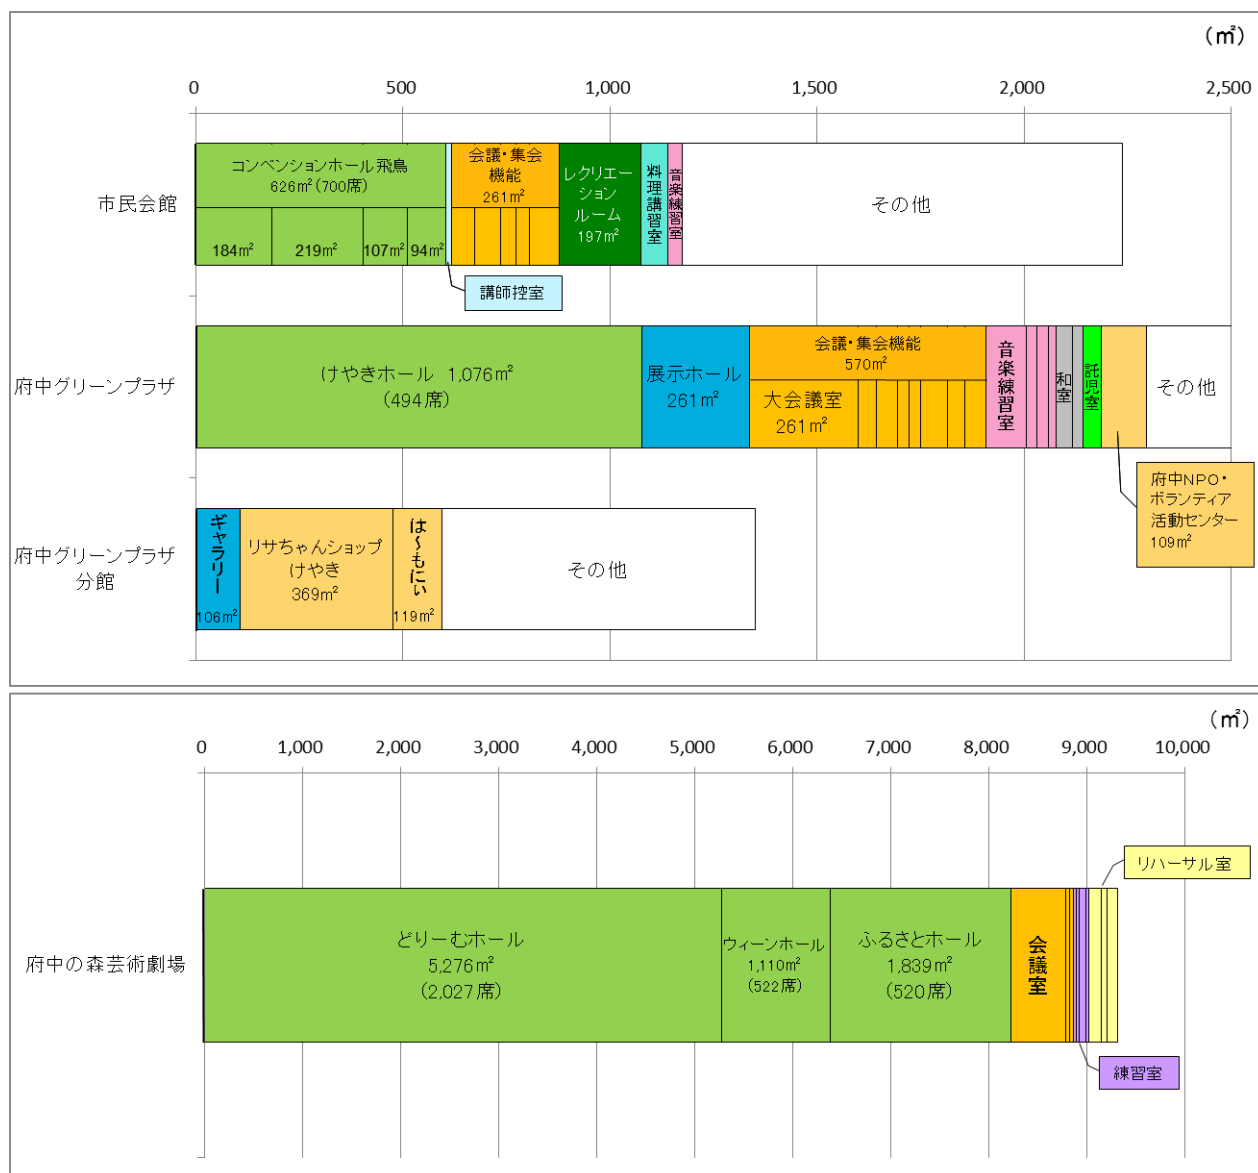 （㎡）
0 500 1,000 1,500 2,000 2,500
市民会館
コンベンションホール飛鳥
626㎡(700席)
184㎡ 219㎡ 107㎡ 94㎡
講師控室
会議・集会
機能
261㎡
レクリエー
ション
ルーム
197㎡
料理講習室
音楽練習室
その他
府中グリーンプラザ
けやきホール 1,076㎡
(494席)
展示ホール
261㎡
会議・集会機能
570㎡
大会議室
261㎡
音楽練習室
和室
託児室
その他
府中NPO・
ボランティア
活動センター
109㎡
府中グリーンプラザ
分館
ギャラリー
106㎡
リサちゃんショップ
けやき
369㎡
は～もにぃ
119㎡
その他
（㎡）
0 1,000 2,000 3,000 4,000 5,000 6,000 7,000 8,000 9,000 10,000
リハーサル室
府中の森芸術劇場
どりーむホール
5,276㎡
(2,027席)
ウィーンホール
1,110㎡
(522席)
ふるさとホール
1,839㎡
(520席)
会議室
練習室